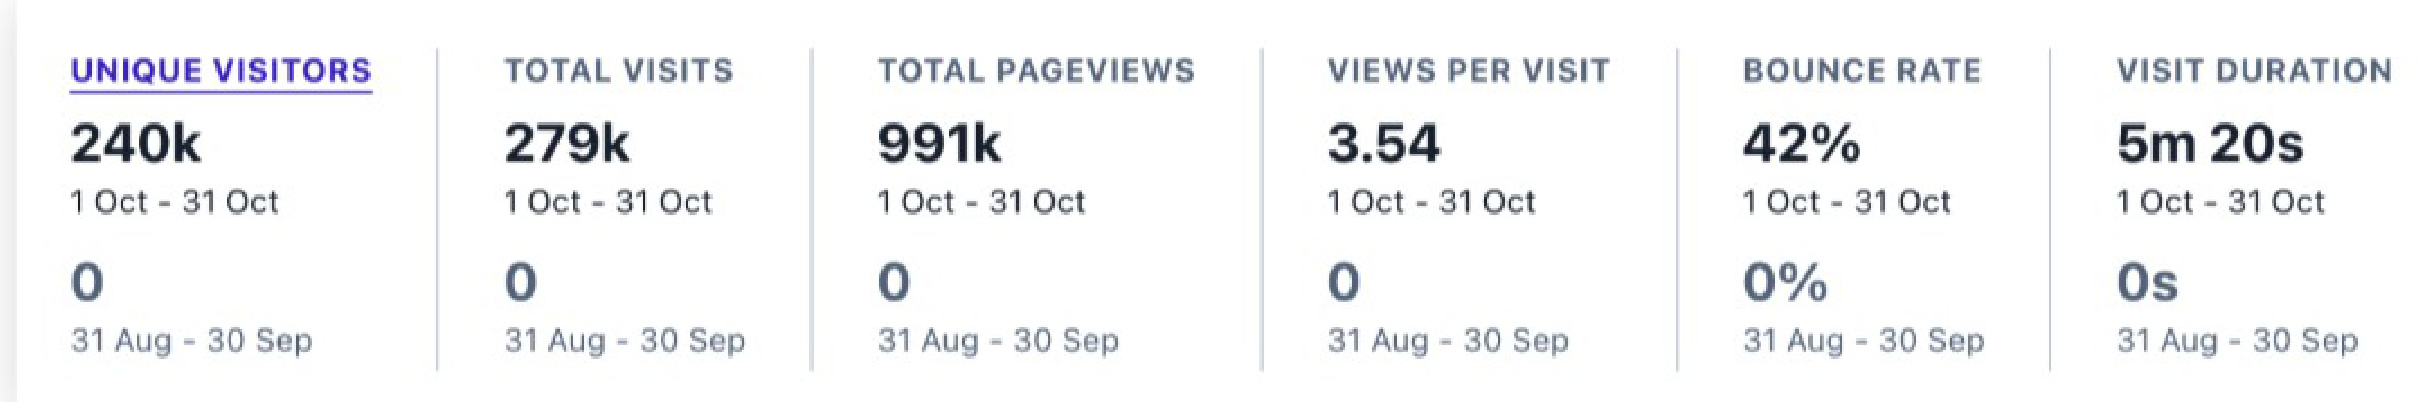 UNIQUE VISITORS
240k
1 Oct - 31 Oct
0
31 Aug - 30 Sep
TOTAL VISITS
279k
1 Oct - 31 Oct
0
31 Aug - 30 Sep
TOTAL PAGEVIEWS
991k
1 Oct - 31 Oct
0
31 Aug - 30 Sep
VIEWS PER VISIT
3.54
1 Oct - 31 Oct
0
31 Aug - 30 Sep
BOUNCE RATE
42%
1 Oct - 31 Oct
0%
31 Aug - 30 Sep
VISIT DURATION
5m 20s
1 Oct - 31 Oct
0s
31 Aug - 30 Sep